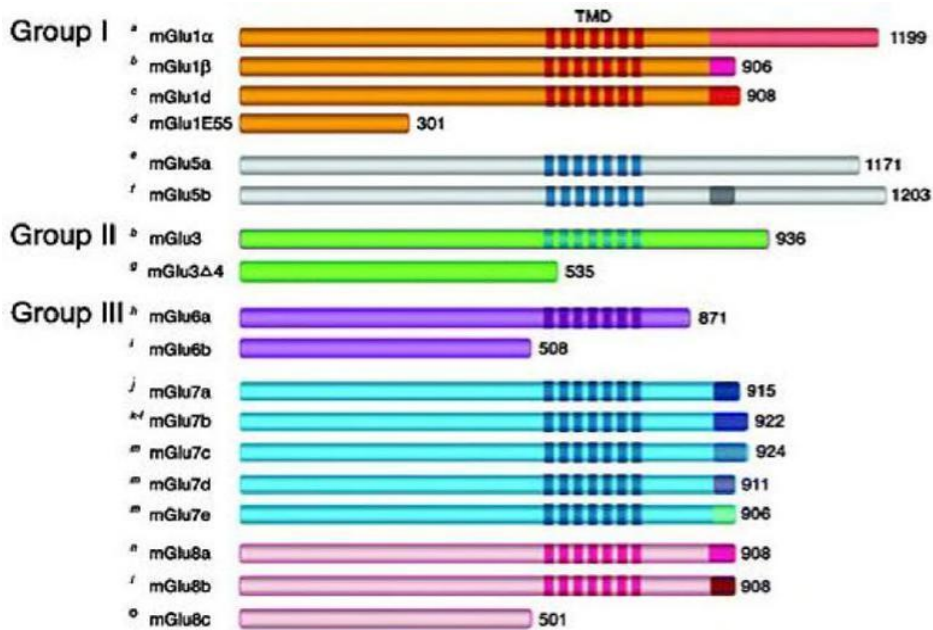 TMD
Group I a mGlu1α 1199
b mGlu1β 906
c mGlu1d 908
d mGlu1E55 301
e mGlu5a 1171
f mGlu5b 1203
Group II b mGlu3 936
g mGlu3Δ4 535
Group III h mGlu6a 871
i mGlu6b 508
j mGlu7a 915
k-l mGlu7b 922
m mGlu7c 924
m mGlu7d 911
m mGlu7e 906
n mGlu8a 908
i mGlu8b 908
o mGlu8c 501